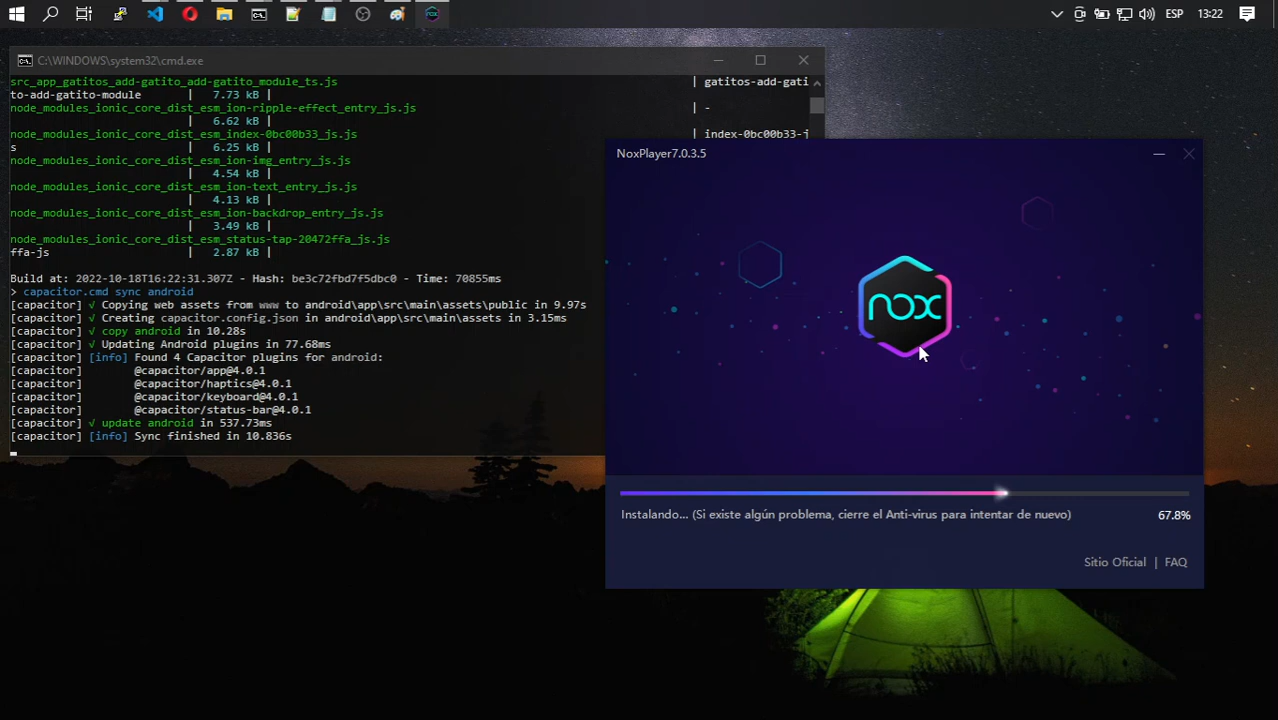 ESP 13:22
C:\WINDOWS\system32\cmd.exe
src_app_gatitos_add-gatito_add-gatito_module_ts.js | gatitos-add-gati
to-add-gatito-module | 7.73 kB |
node_modules_ionic_core_dist_esm_ion-ripple-effect_entry_js.js | -
| 6.62 kB |
node_modules_ionic_core_dist_esm_index-0bc00b33_js.js | index-0bc00b33-j
s | 6.25 kB |
node_modules_ionic_core_dist_esm_ion-img_entry_js.js
| 4.54 kB |
node_modules_ionic_core_dist_esm_ion-text_entry_js.js
| 4.13 kB |
node_modules_ionic_core_dist_esm_ion-backdrop_entry_js.js
| 3.49 kB |
node_modules_ionic_core_dist_esm_status-tap-20472ffa_js.js
ffa-js | 2.87 kB |
Build at: 2022-10-18T16:22:31.307Z - Hash: be3c72fbd7f5dbc0 - Time: 70855ms
> capacitor.cmd sync android
[capacitor] √ Copying web assets from www to android\app\src\main\assets\public in 9.97s
[capacitor] √ Creating capacitor.config.json in android\app\src\main\assets in 3.15ms
[capacitor] √ copy android in 10.28s
[capacitor] √ Updating Android plugins in 77.68ms
[capacitor] [info] Found 4 Capacitor plugins for android:
[capacitor] @capacitor/app@4.0.1
[capacitor] @capacitor/haptics@4.0.1
[capacitor] @capacitor/keyboard@4.0.1
[capacitor] @capacitor/status-bar@4.0.1
[capacitor] √ update android in 537.73ms
[capacitor] [info] Sync finished in 10.836s
NoxPlayer7.0.3.5
nox
Instalando... (Si existe algún problema, cierre el Anti-virus para intentar de nuevo) 67.8%
Sitio Oficial | FAQ